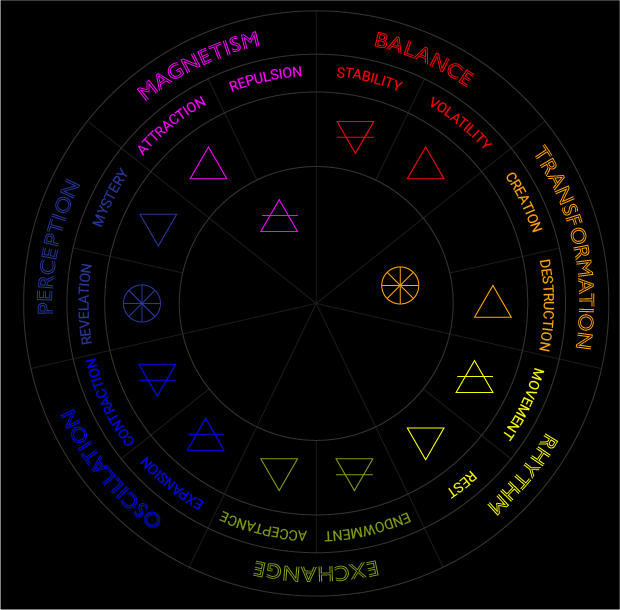 MAGNETISM
BALANCE
REPULSION
STABILITY
ATTRACTION
VOLATILITY
TRANSFORMATION
CREATION
DESTRUCTION
PERCEPTION
MYSTERY
REVELATION
MOVEMENT
RHYTHM
REST
CONTRACTION
OSCILLATION
EXPANSION
ACCEPTANCE
ENDOWMENT
EXCHANGE